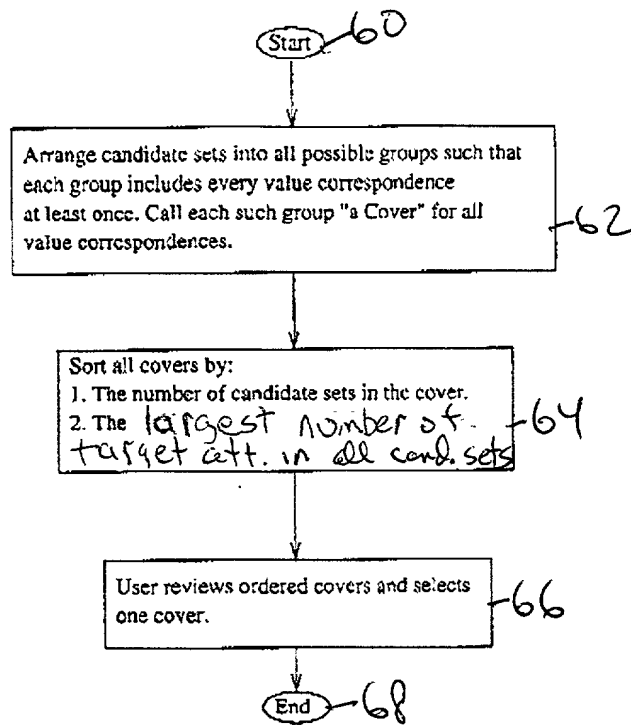 Start 60
Arrange candidate sets into all possible groups such that
each group includes every value correspondence
at least once. Call each such group "a Cover" for all
value correspondences.
62
Sort all covers by:
1. The number of candidate sets in the cover.
2. The largest number of
target att. in all cand. sets
64
User reviews ordered covers and selects
one cover.
66
End 68